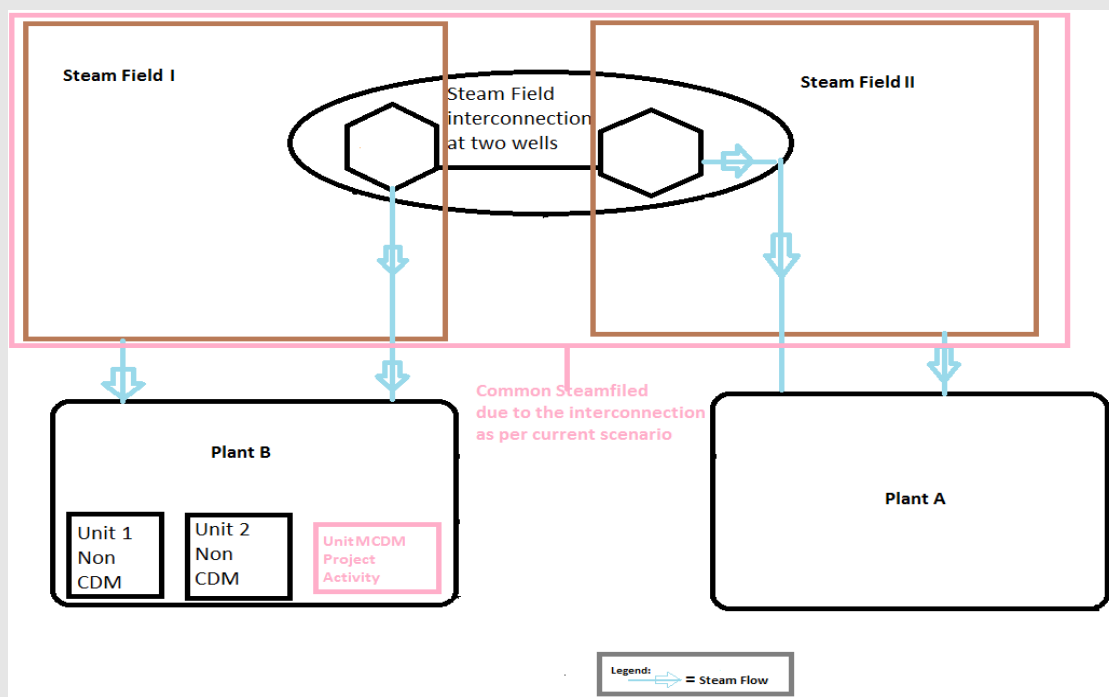 Steam Field I
Steam Field II
Steam Field
interconnection
at two wells
Common Steamfiled
due to the interconnection
as per current scenario
Plant B
Unit 1
Non
CDM
Unit 2
Non
CDM
UnitMCDM
Project
Activity
Plant A
Legend:
= Steam Flow